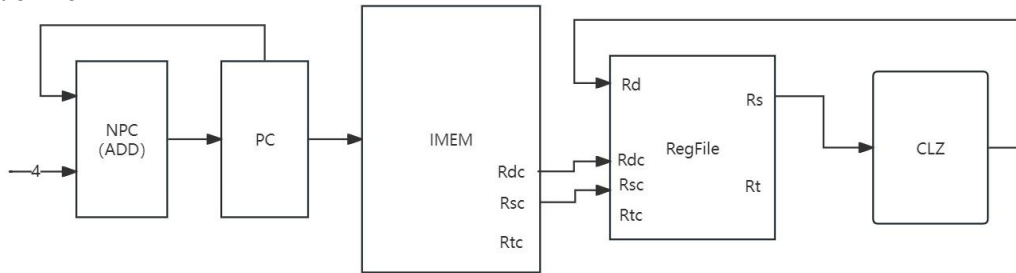 4
NPC
(ADD)
PC
IMEM
Rdc
Rsc
Rtc
Rd
Rdc
Rsc
Rtc
RegFile
Rs
Rt
CLZ